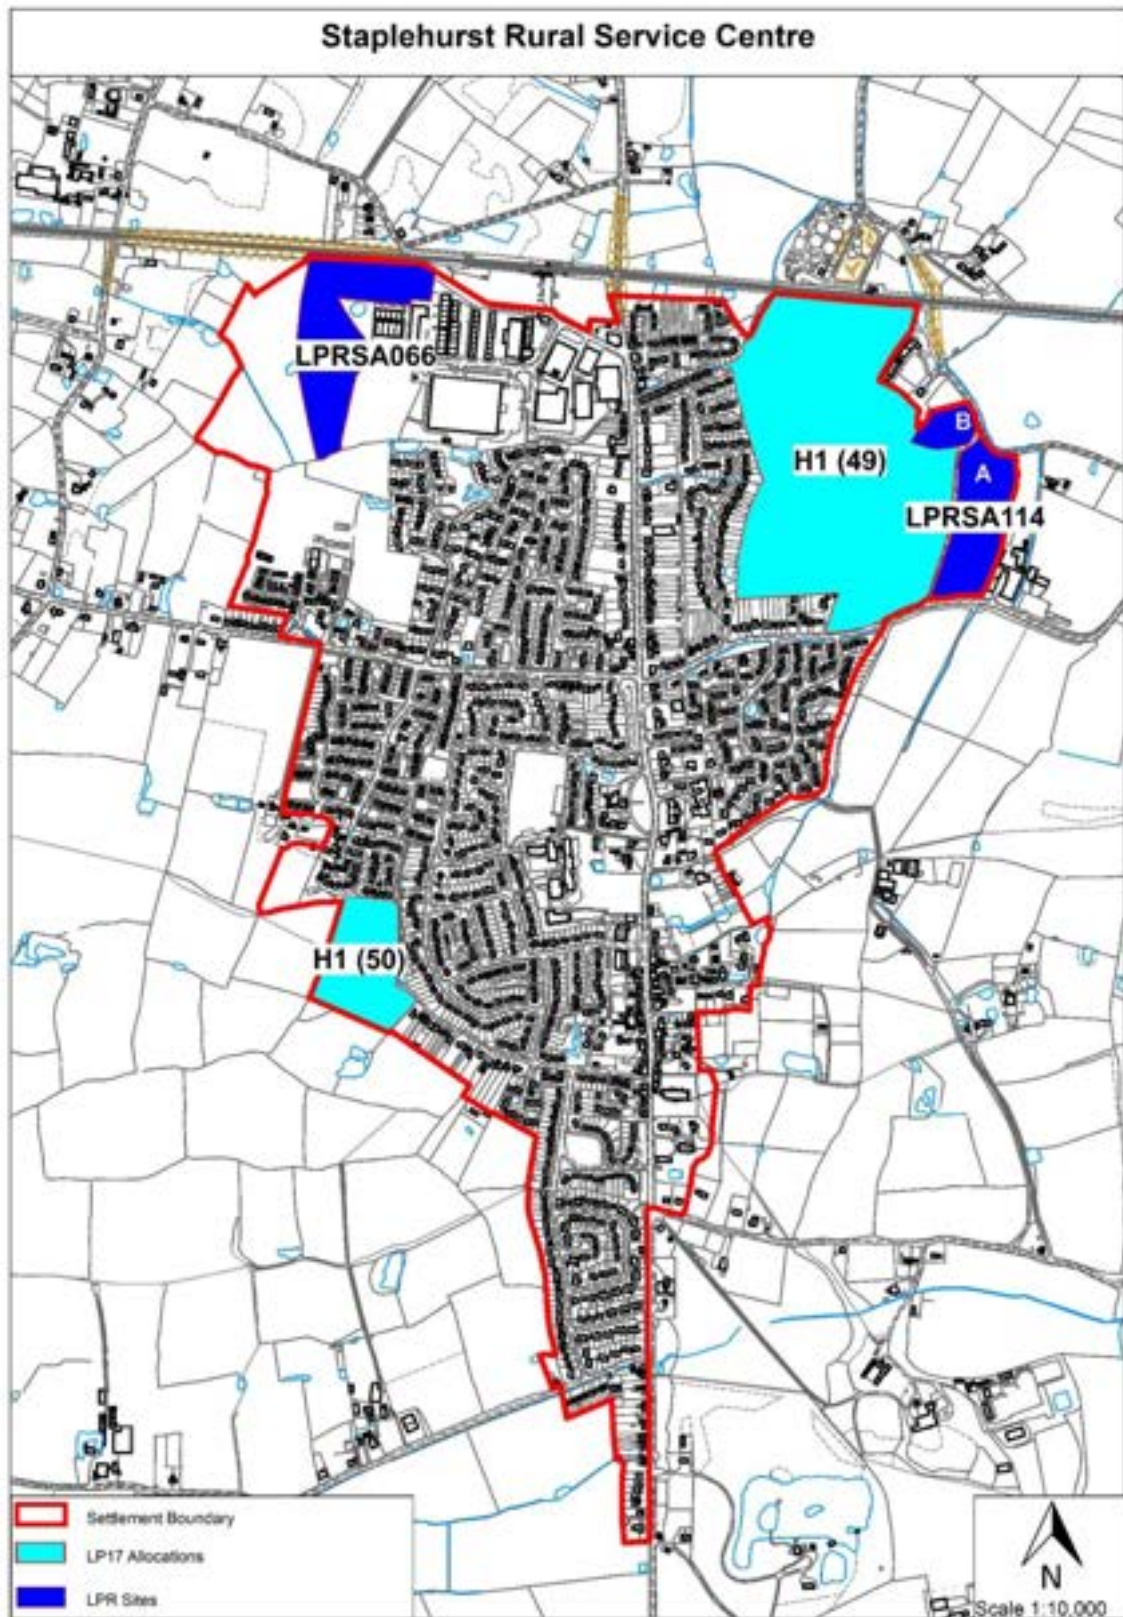 Staplehurst Rural Service Centre
LPRSA066
B
H1 (49)
A
LPRSA114
H1 (50)
Settlement Boundary
LP17 Allocations
LPR Sites
N
Scale 1:10,000